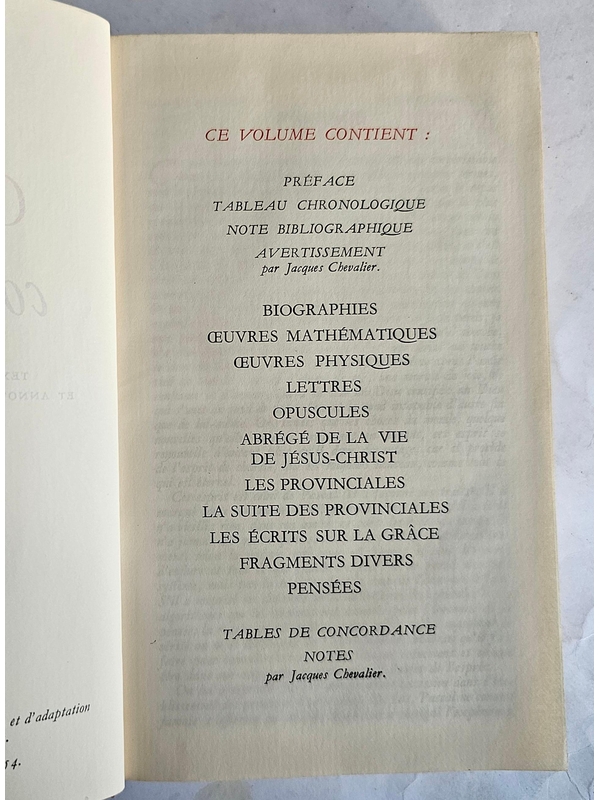 CE VOLUME CONTIENT :
PRÉFACE
TABLEAU CHRONOLOGIQUE
NOTE BIBLIOGRAPHIQUE
AVERTISSEMENT
par Jacques Chevalier.
BIOGRAPHIES
ŒUVRES MATHÉMATIQUES
ŒUVRES PHYSIQUES
LETTRES
OPUSCULES
ABRÉGÉ DE LA VIE
DE JÉSUS-CHRIST
LES PROVINCIALES
LA SUITE DES PROVINCIALES
LES ÉCRITS SUR LA GRÂCE
FRAGMENTS DIVERS
PENSÉES
TABLES DE CONCORDANCE
NOTES
par Jacques Chevalier.
et d'adaptation
54.